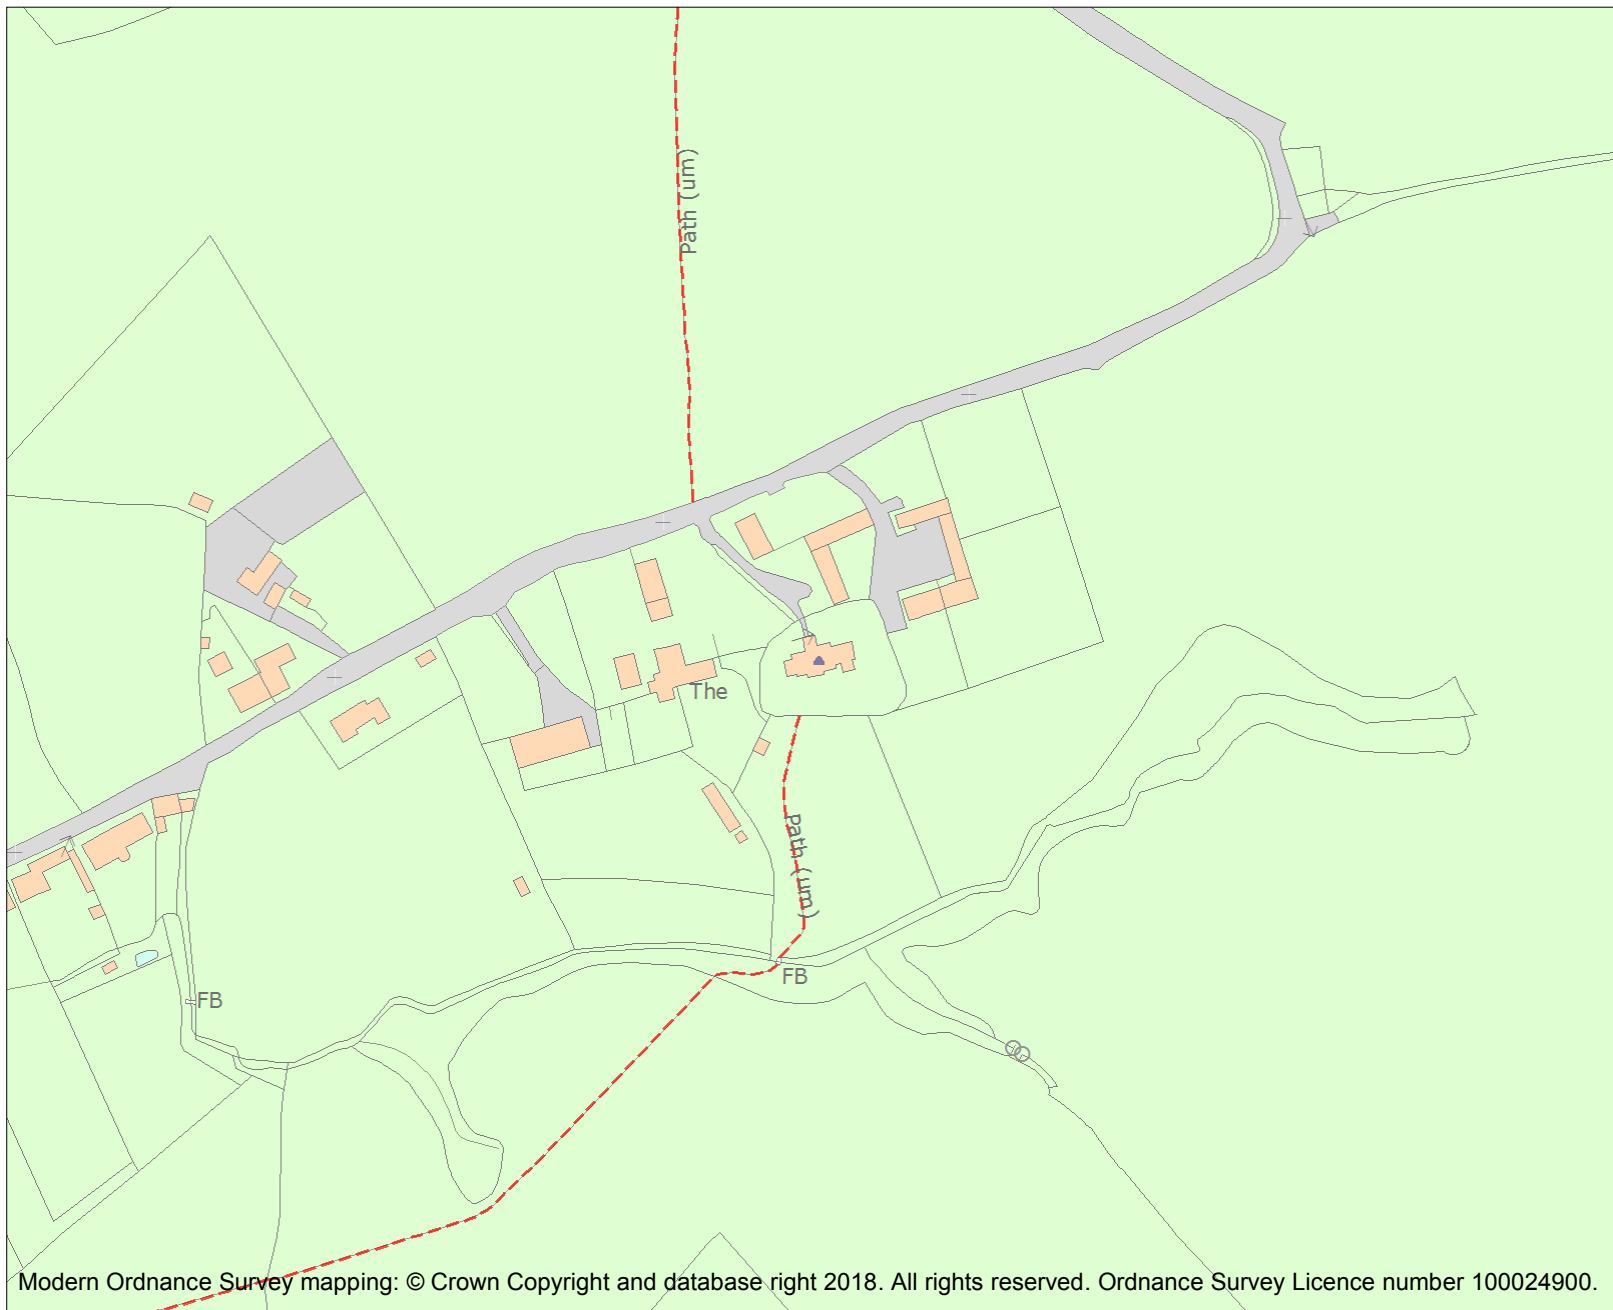 Path (um)
The
Path (um)
FB
FB
Modern Ordnance Survey mapping: © Crown Copyright and database right 2018. All rights reserved. Ordnance Survey Licence number 100024900.